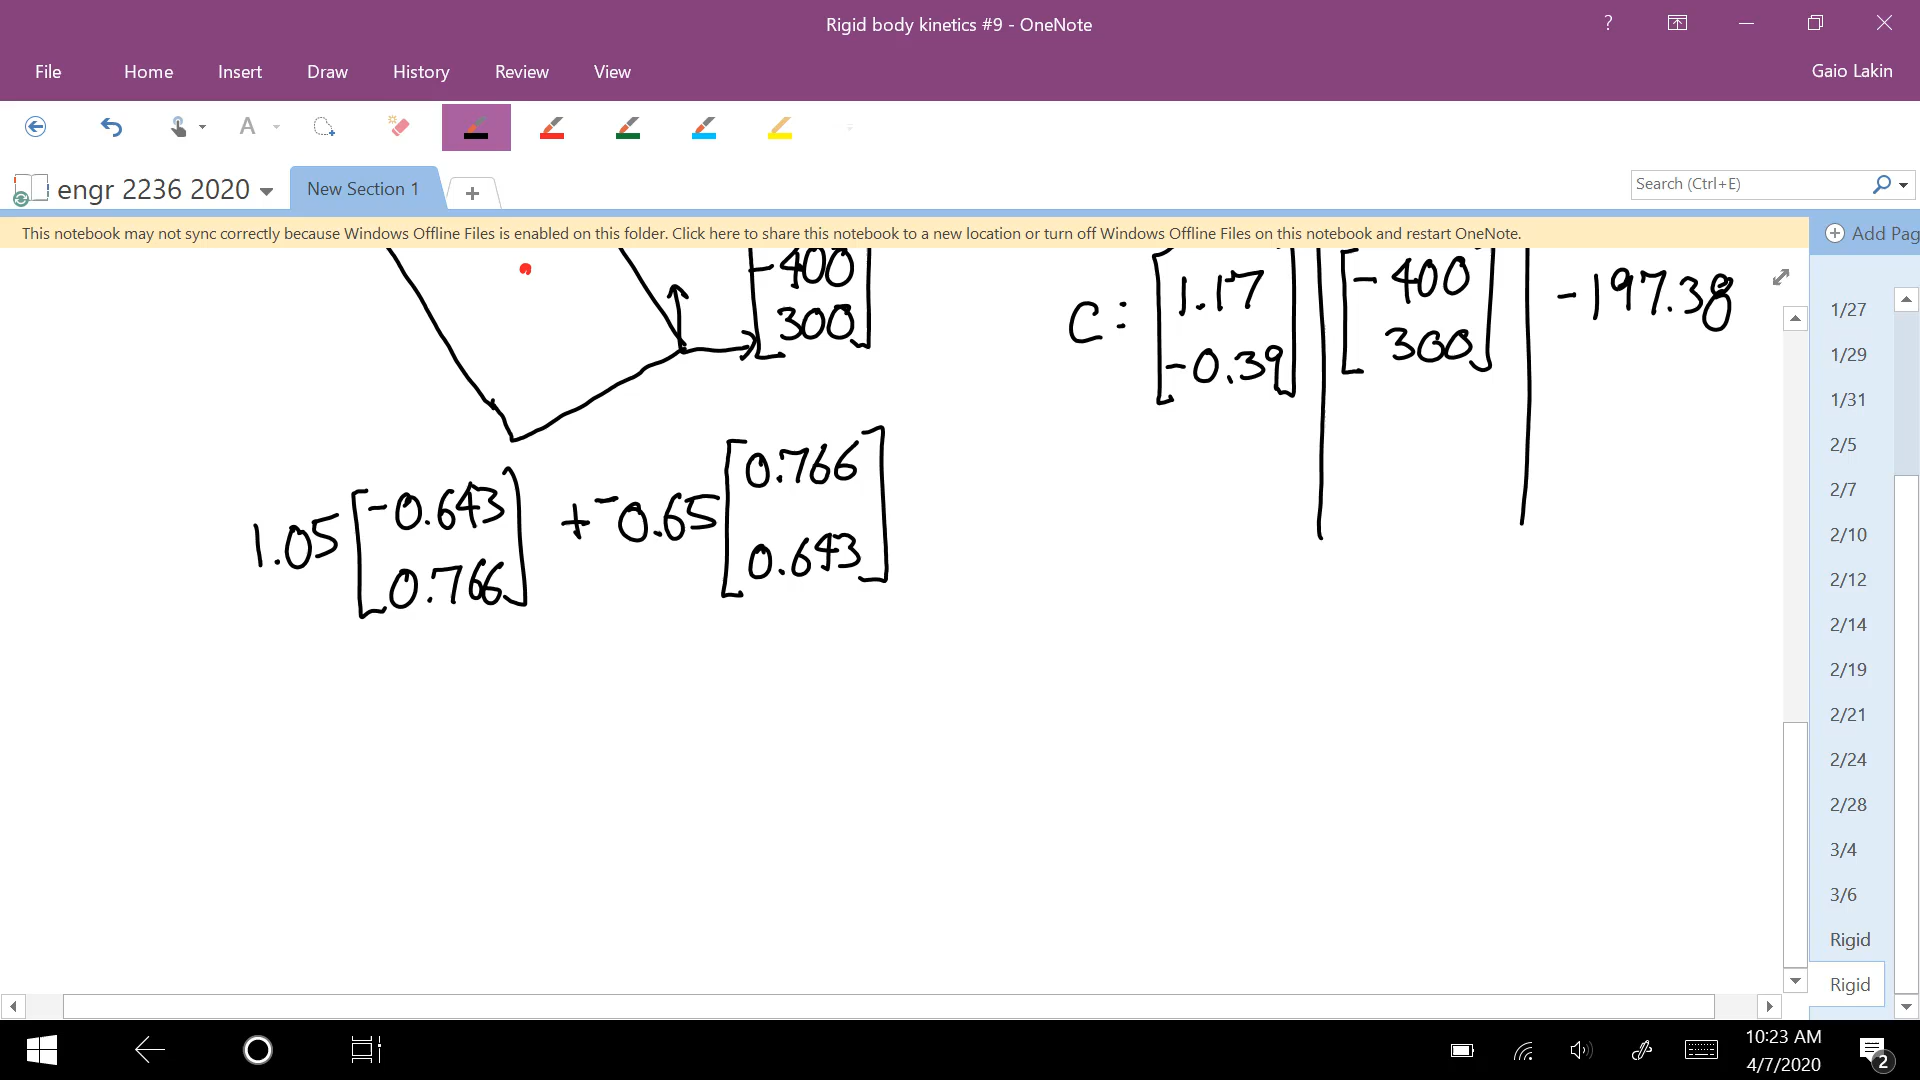 Rigid body kinetics #9 - OneNote
?
File Home Insert Draw History Review View
Gaio Lakin
A
engr 2236 2020
New Section 1
+
Search (Ctrl+E)
This notebook may not sync correctly because Windows Offline Files is enabled on this folder. Click here to share this notebook to a new location or turn off Windows Offline Files on this notebook and restart OneNote.
Add Pag
-400
300
C:
1.17
-0.39
-400
300
-197.38
1.05
-0.643
0.766
+ -0.65
0.766
0.643
1/27
1/29
1/31
2/5
2/7
2/10
2/12
2/14
2/19
2/21
2/24
2/28
3/4
3/6
Rigid
Rigid
10:23 AM
4/7/2020
2